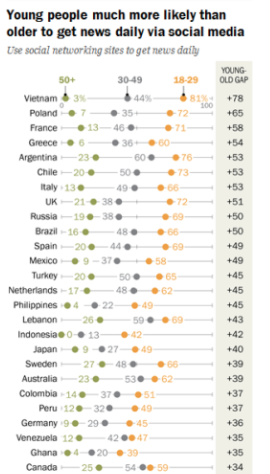 Young people much more likely than
older to get news daily via social media
Use social networking sites to get news daily
YOUNG-
OLD GAP
50+ 30-49 18-29
Vietnam 3% 44% 81% +78
0 100
Poland 7 35 72 +65
France 13 46 71 +58
Greece 6 36 60 +54
Argentina 23 60 76 +53
Chile 20 50 73 +53
Italy 13 49 66 +53
UK 21 38 72 +51
Russia 19 38 69 +50
Brazil 16 48 66 +50
Spain 20 44 69 +49
Mexico 9 37 58 +49
Turkey 20 50 65 +45
Netherlands 17 48 62 +45
Philippines 4 22 49 +45
Lebanon 26 59 69 +43
Indonesia 0 13 42 +42
Japan 9 27 49 +40
Sweden 27 48 66 +39
Australia 23 53 62 +39
Colombia 14 37 51 +37
Peru 12 32 49 +37
Germany 9 29 45 +36
Venezuela 12 42 47 +35
Ghana 4 20 39 +35
Canada 25 54 59 +34